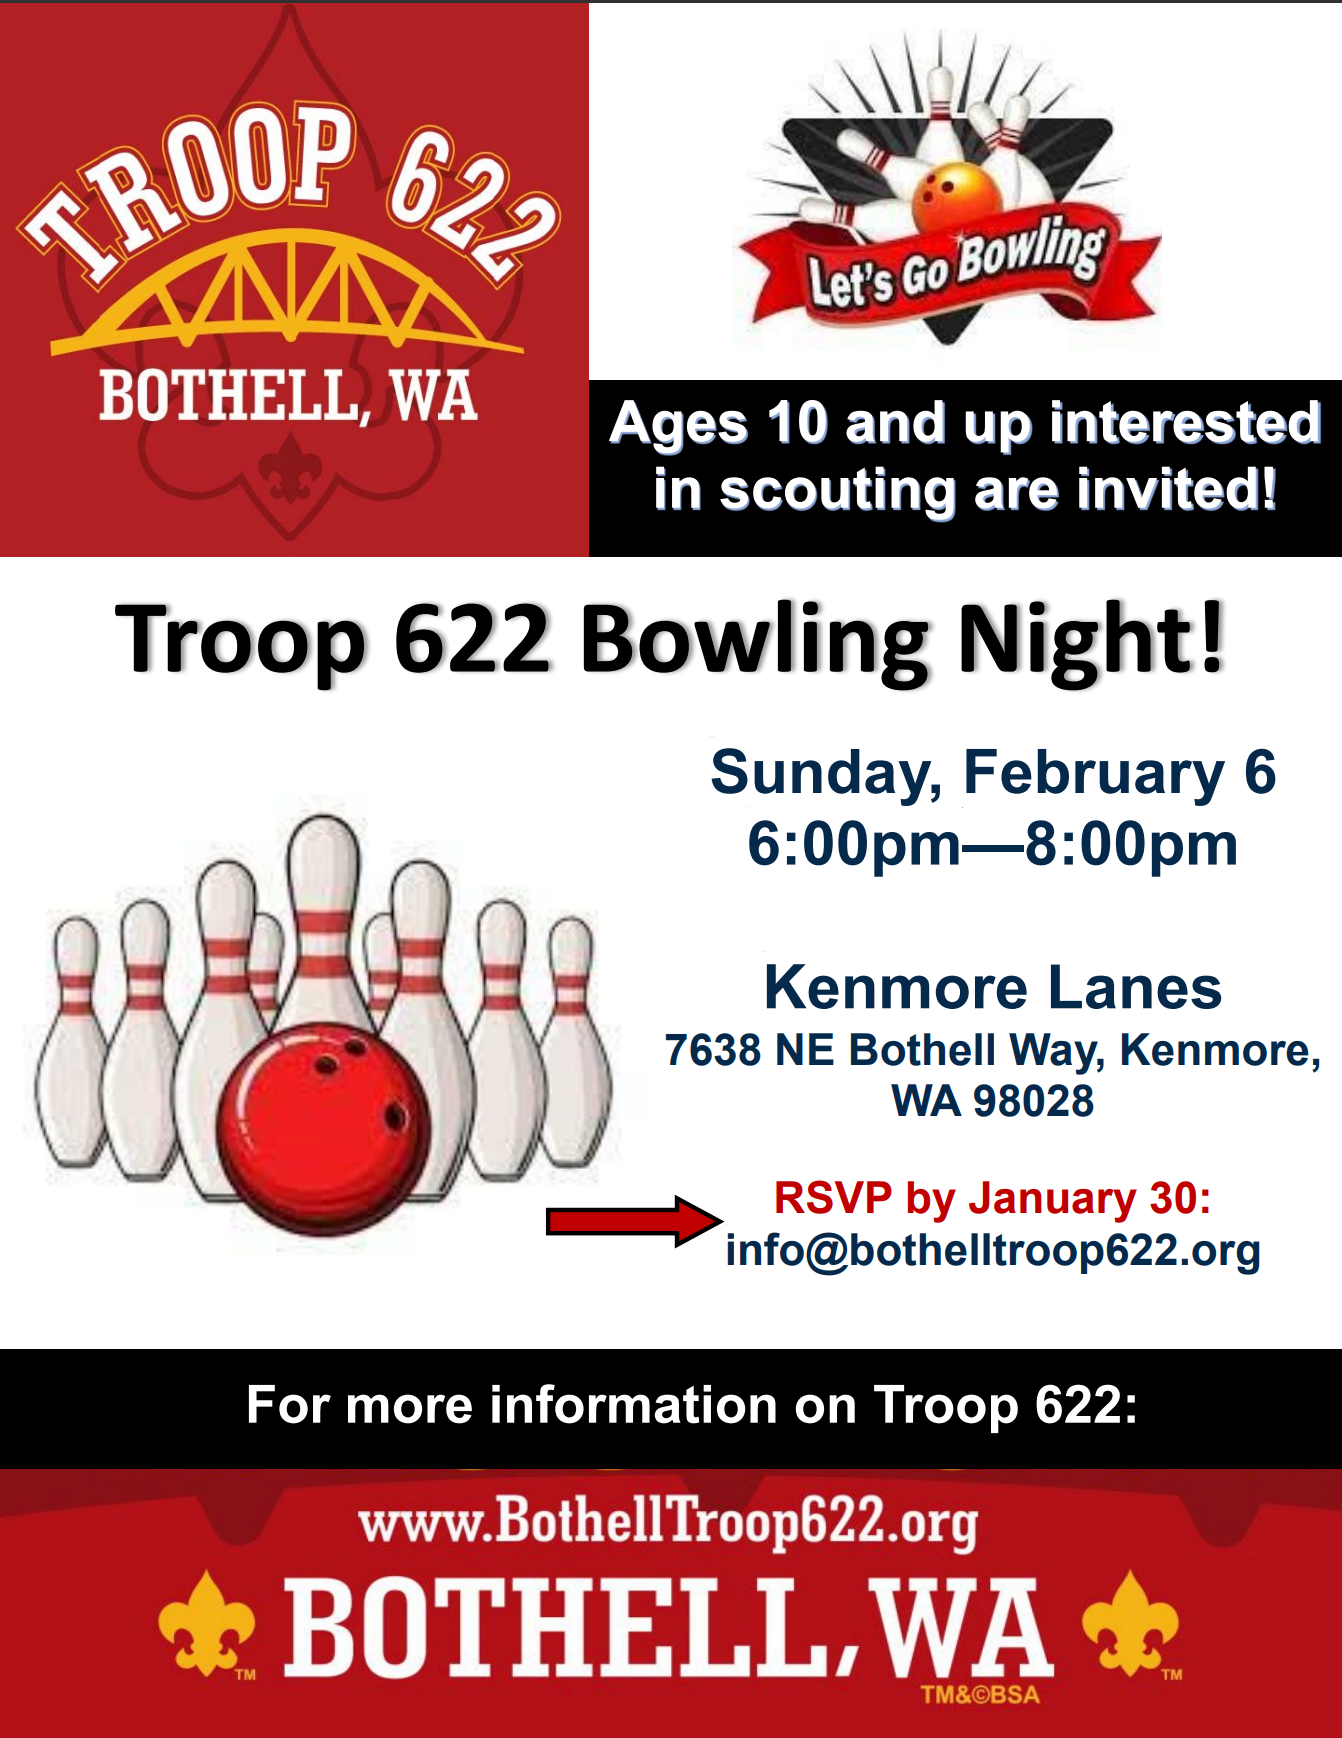 TROOP 622
BOTHELL, WA
Let's Go Bowling
Ages 10 and up interested
in scouting are invited!
Troop 622 Bowling Night!
Sunday, February 6
6:00pm—8:00pm
Kenmore Lanes
7638 NE Bothell Way, Kenmore,
WA 98028
RSVP by January 30:
info@bothelltroop622.org
For more information on Troop 622:
www.BothellTroop622.org
BOTHELL, WA
TM TM
TM&©BSA